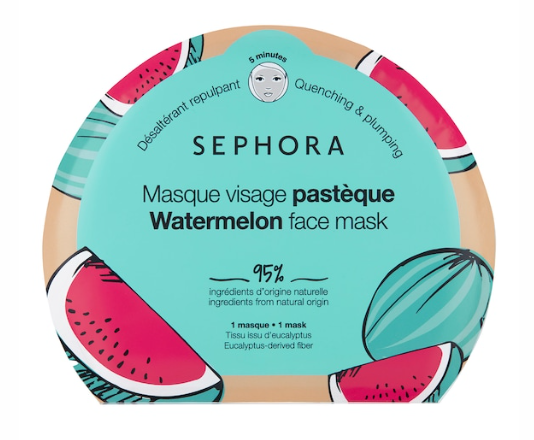 5 minutes
Désaltérant repulpant
Quenching & plumping
SEPHORA
Masque visage pastèque
Watermelon face mask
95%
ingrédients d'origine naturelle
ingredients from natural origin
1 masque • 1 mask
Tissu issu d'eucalyptus
Eucalyptus-derived fiber